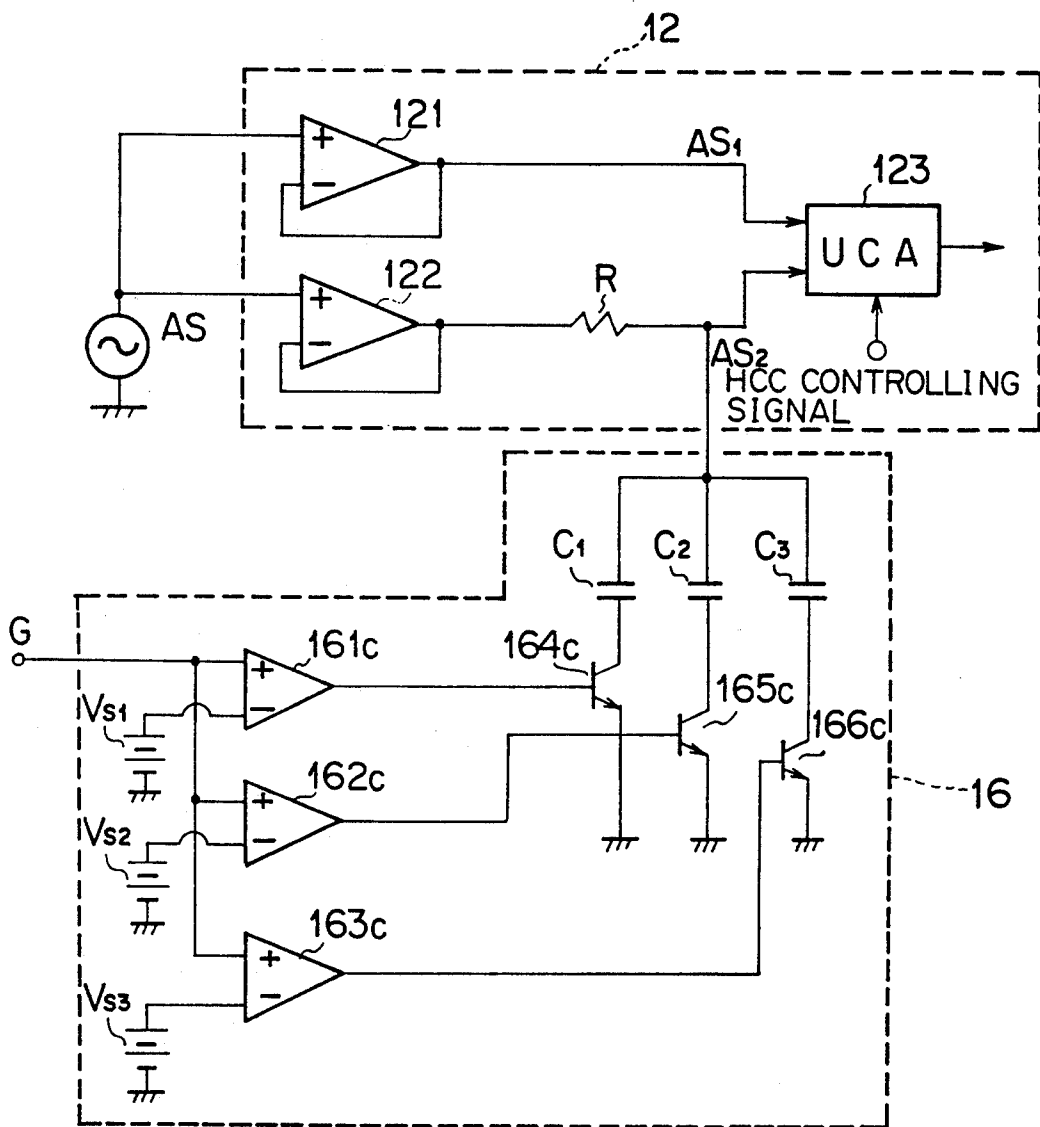 12
121
+
−
AS1
123
UCA
122
+
−
R
AS
AS2
HCC CONTROLLING
SIGNAL
C1
C2
C3
G
161c
+
−
164c
Vs1
165c
166c
162c
+
−
16
Vs2
163c
+
−
Vs3